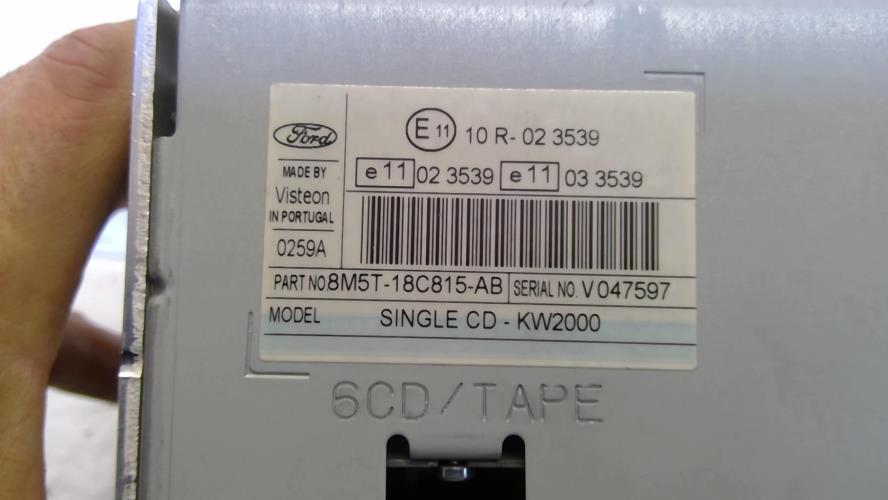 Ford
MADE BY
Visteon
IN PORTUGAL
0259A
E 11 10 R- 02 3539
e 11 02 3539 e 11 03 3539
PART NO 8M5T-18C815-AB SERIAL NO. V047597
MODEL SINGLE CD - KW2000
6CD/TAPE